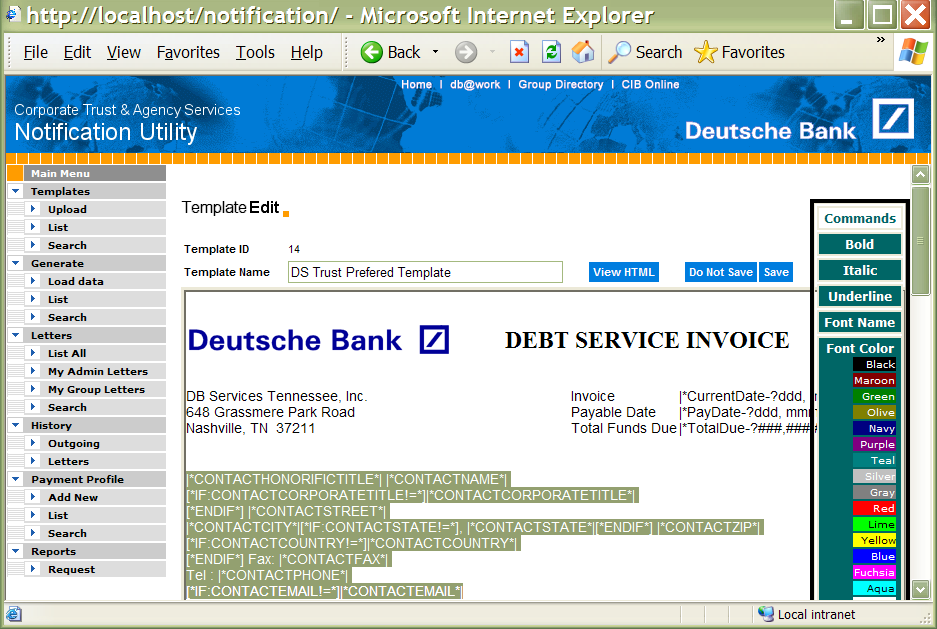 http://localhost/notification/ - Microsoft Internet Explorer
File Edit View Favorites Tools Help Back Search Favorites »
Home | db@work | Group Directory | CIB Online
Corporate Trust & Agency Services
Notification Utility
Deutsche Bank
Main Menu
Templates
Upload
List
Search
Generate
Load data
List
Search
Letters
List All
My Admin Letters
My Group Letters
Search
History
Outgoing
Letters
Payment Profile
Add New
List
Search
Reports
Request
Template Edit
Template ID 14
Template Name DS Trust Prefered Template View HTML Do Not Save Save
Deutsche Bank DEBT SERVICE INVOICE
DB Services Tennessee, Inc. Invoice |*CurrentDate-?ddd,
648 Grassmere Park Road Payable Date |*PayDate-?ddd, mmm
Nashville, TN 37211 Total Funds Due |*TotalDue-?###,###
|*CONTACTHONORIFICTITLE*| |*CONTACTNAME*|
[*IF:CONTACTCORPORATETITLE!=*]|*CONTACTCORPORATETITLE*|
[*ENDIF*] |*CONTACTSTREET*|
|*CONTACTCITY*|[*IF:CONTACTSTATE!=*], |*CONTACTSTATE*|[*ENDIF*] |*CONTACTZIP*|
[*IF:CONTACTCOUNTRY!=*]|*CONTACTCOUNTRY*|
[*ENDIF*] Fax: |*CONTACTFAX*|
Tel : |*CONTACTPHONE*|
[*IF:CONTACTEMAIL!=*]|*CONTACTEMAIL*|
Commands
Bold
Italic
Underline
Font Name
Font Color
Black
Maroon
Green
Olive
Navy
Purple
Teal
Silver
Gray
Red
Lime
Yellow
Blue
Fuchsia
Aqua
Local intranet